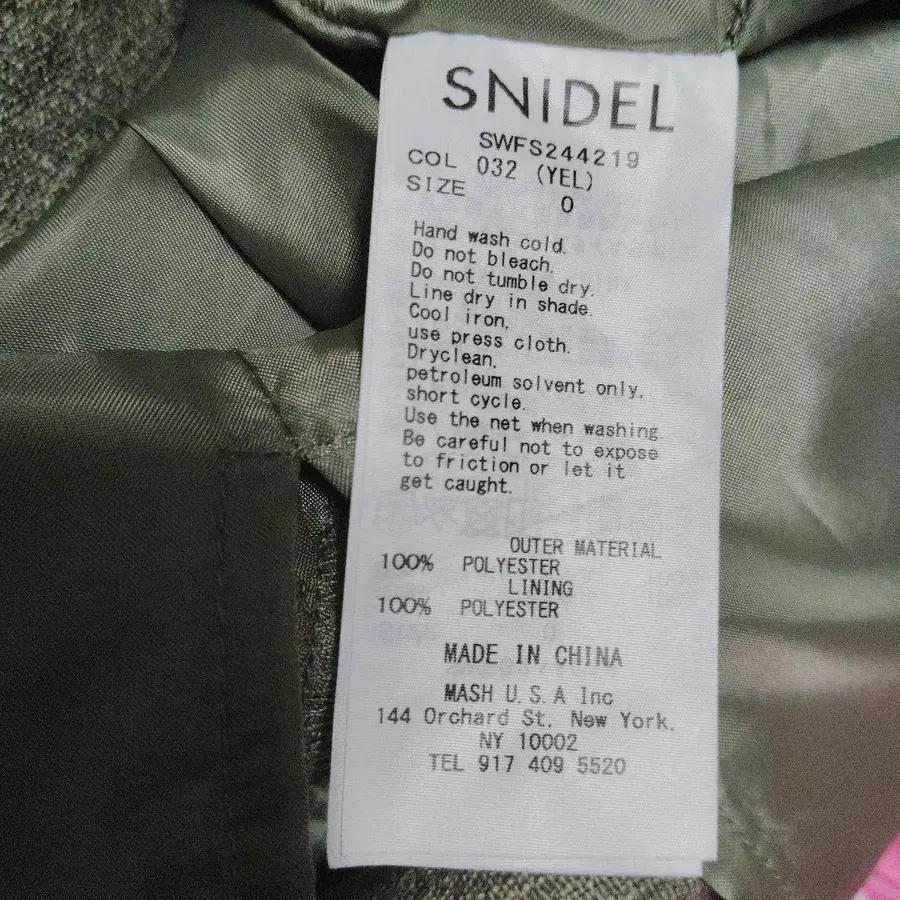 SNIDEL
SWFS244219
COL 032 (YEL)
SIZE 0
Hand wash cold.
Do not bleach.
Do not tumble dry.
Line dry in shade.
Cool iron,
use press cloth.
Dryclean,
petroleum solvent only,
short cycle.
Use the net when washing.
Be careful not to expose
to friction or let it
get caught.
OUTER MATERIAL
100% POLYESTER
LINING
100% POLYESTER
MADE IN CHINA
MASH U.S.A Inc
144 Orchard St. New York.
NY 10002
TEL 917 409 5520